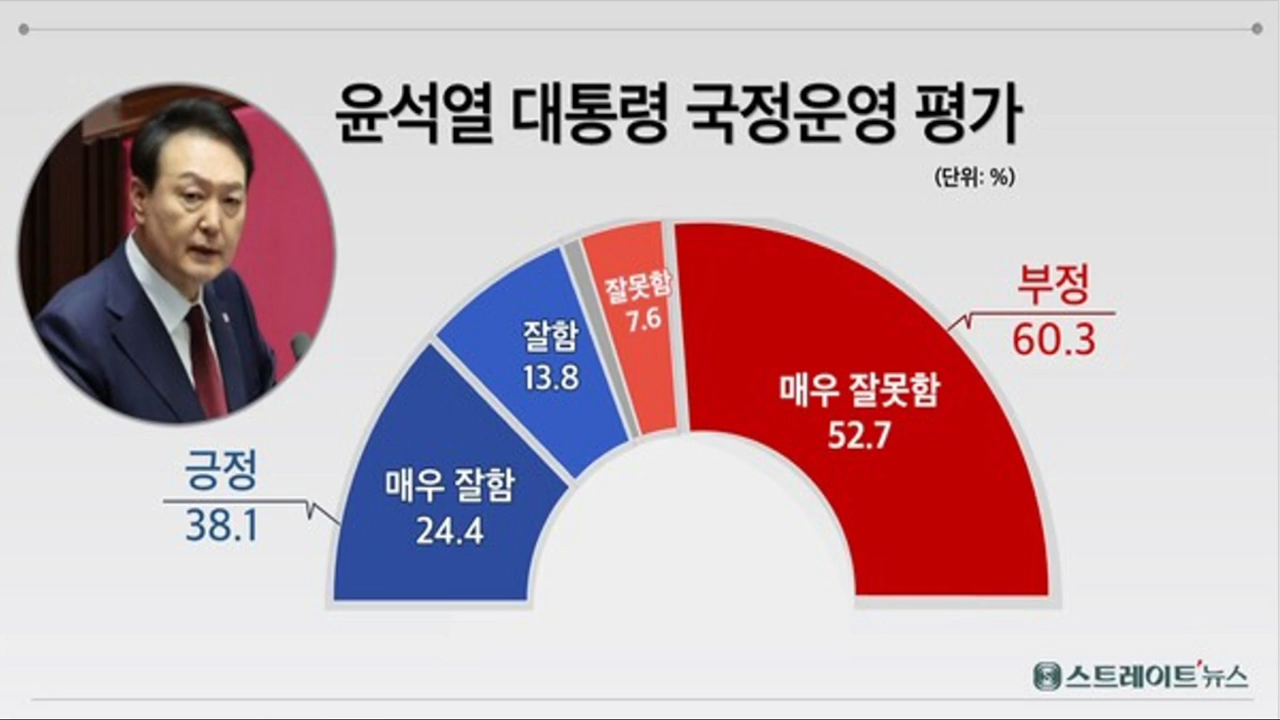 윤석열 대통령 국정운영 평가
(단위: %)
부정
60.3
잘못함
7.6
잘함
13.8
매우 잘못함
52.7
긍정
38.1
매우 잘함
24.4
스트레이트'뉴스